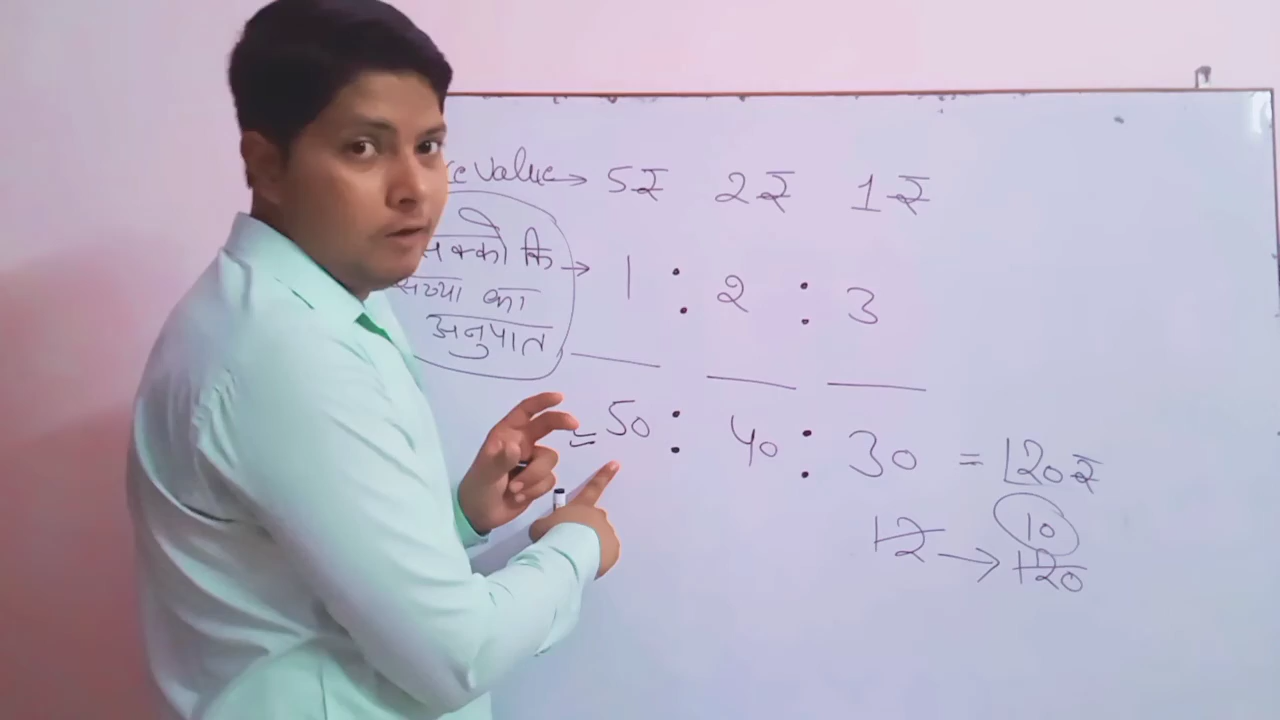 Value → 5₹ 2₹ 1₹
कि → 1 : 2 : 3
संख्या का
अनुपात
= 50 : 40 : 30 = 120₹
10
12 → 120